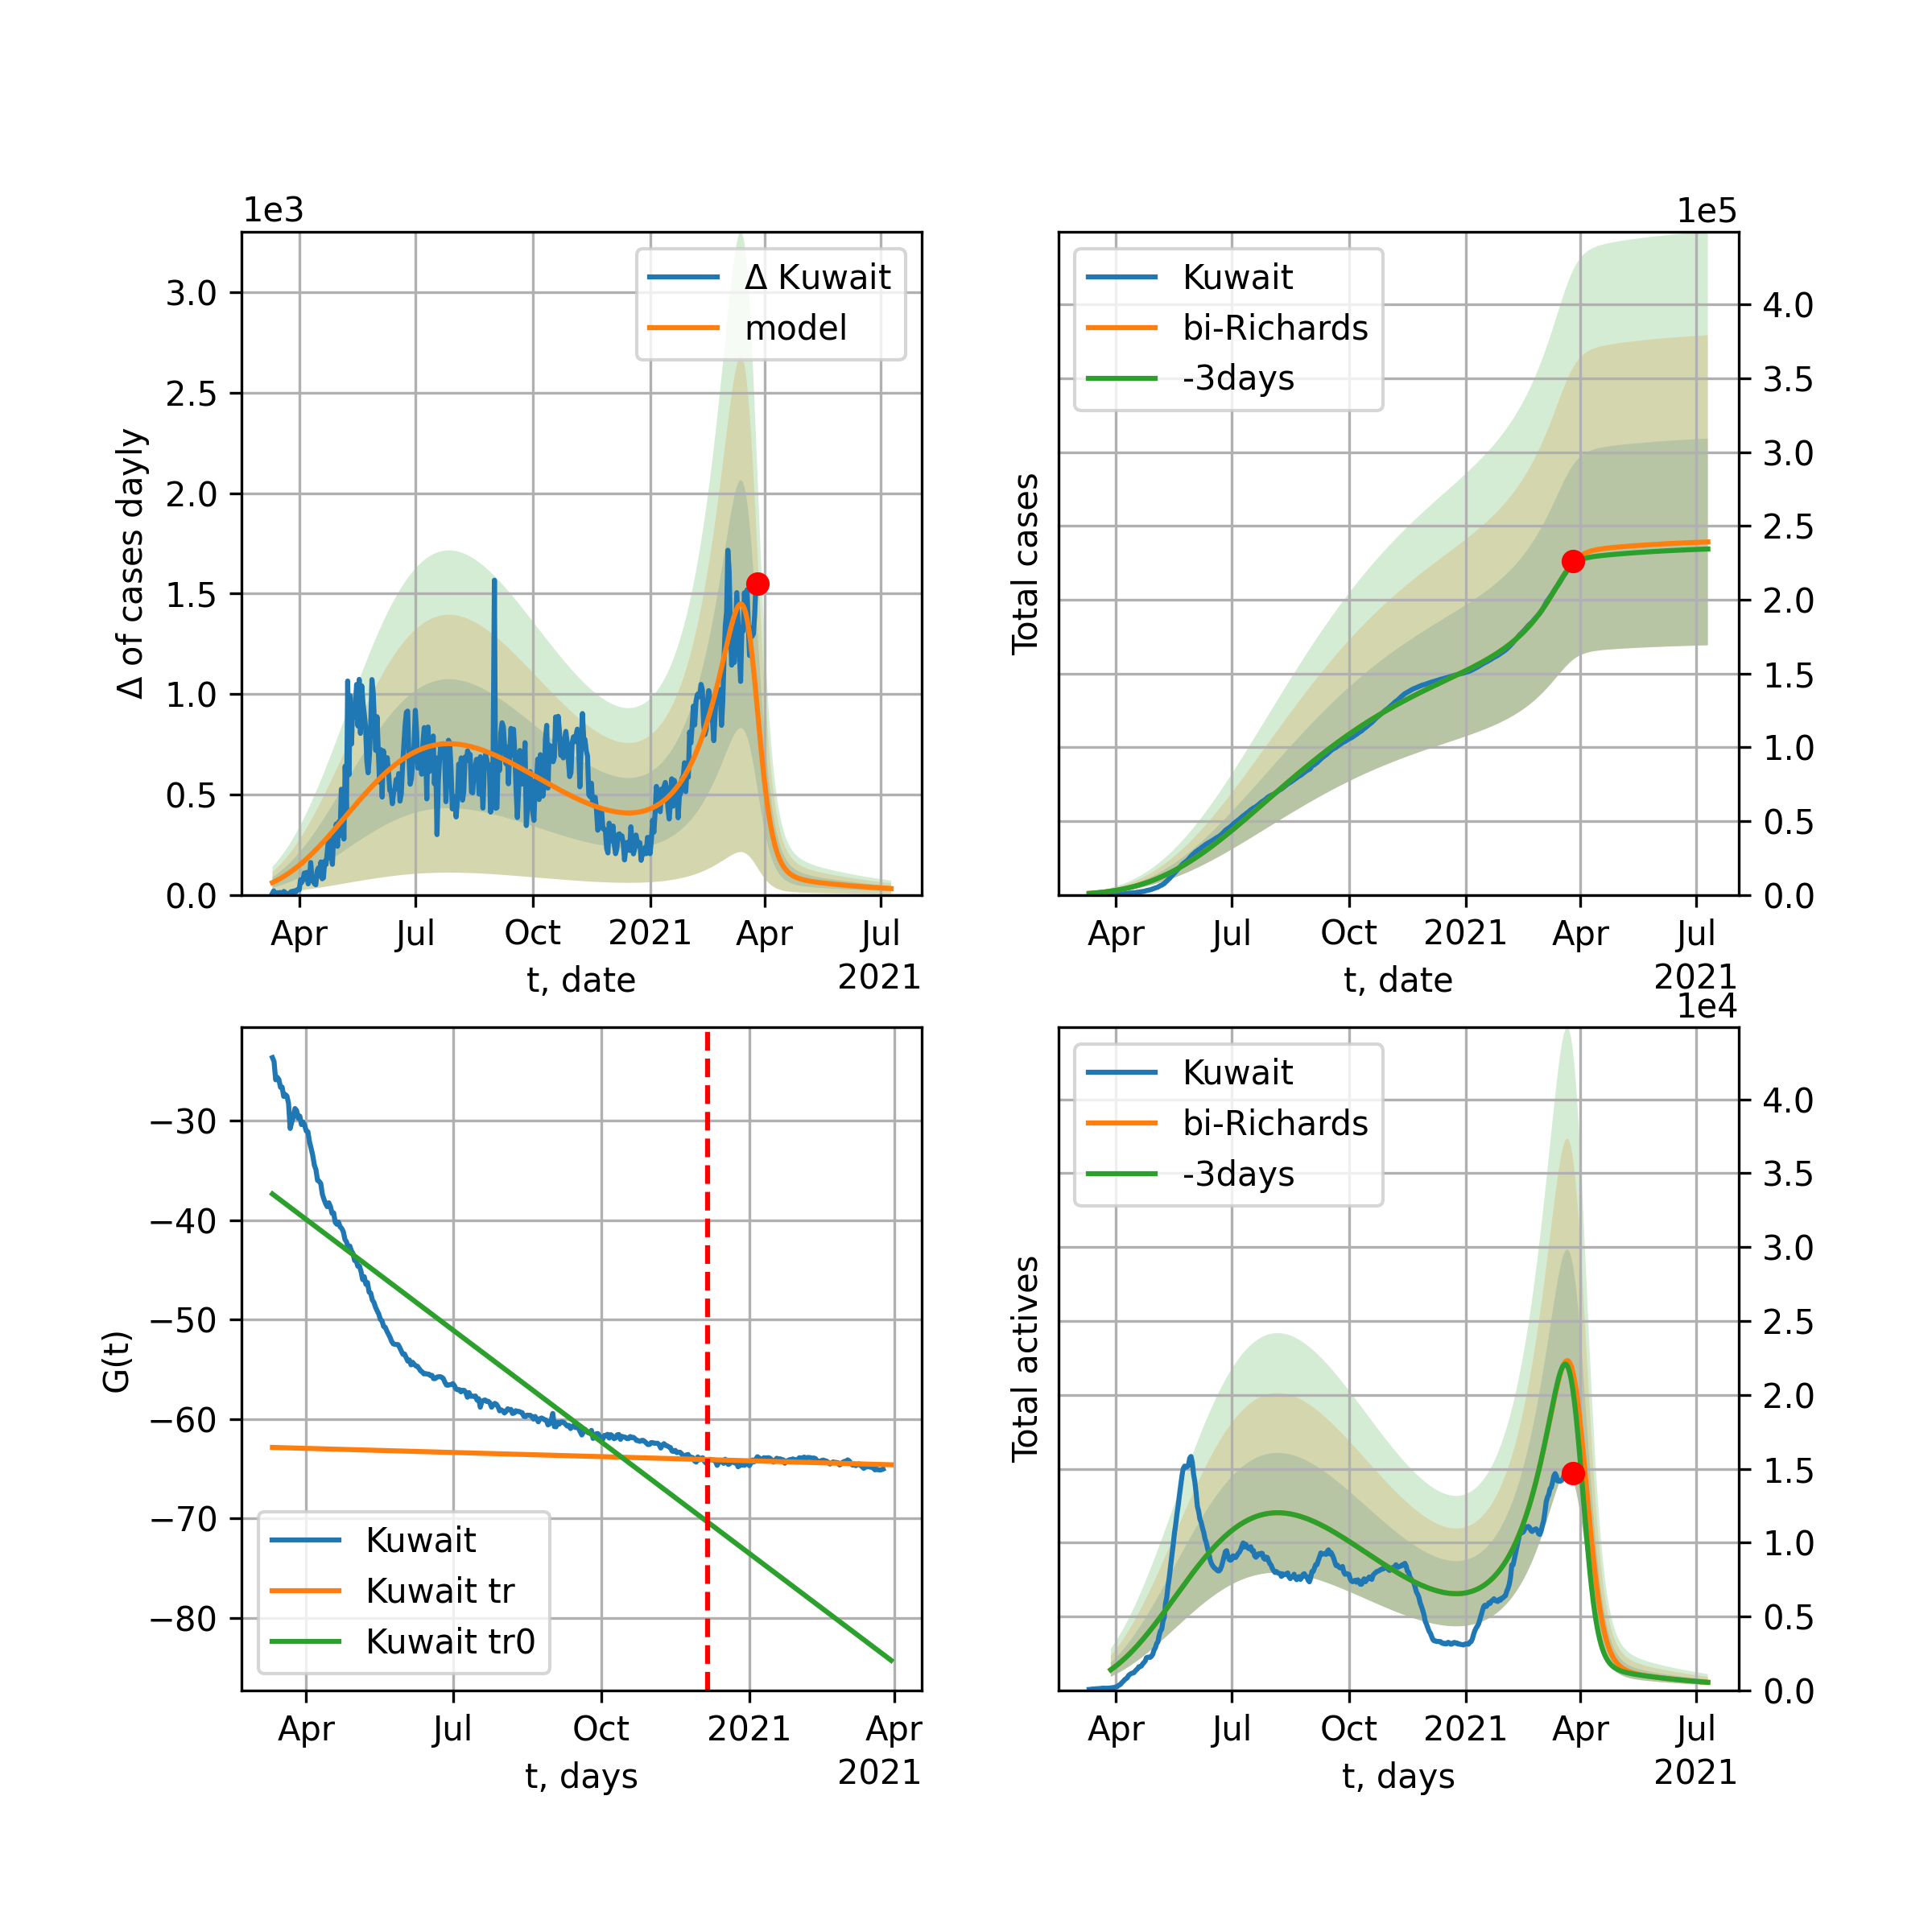 1e3
3.0
2.5
2.0
1.5
1.0
0.5
0.0
Δ of cases dayly
Δ Kuwait
model
Apr
Jul
Oct
2021
Apr
Jul
2021
t, date
1e5
4.0
3.5
3.0
2.5
2.0
1.5
1.0
0.5
0.0
Total cases
Kuwait
bi-Richards
-3days
Apr
Jul
Oct
2021
Apr
Jul
2021
t, date
−30
−40
−50
−60
−70
−80
G(t)
Kuwait
Kuwait tr
Kuwait tr0
Apr
Jul
Oct
2021
Apr
2021
t, days
1e4
4.0
3.5
3.0
2.5
2.0
1.5
1.0
0.5
0.0
Total actives
Kuwait
bi-Richards
-3days
Apr
Jul
Oct
2021
Apr
Jul
2021
t, days